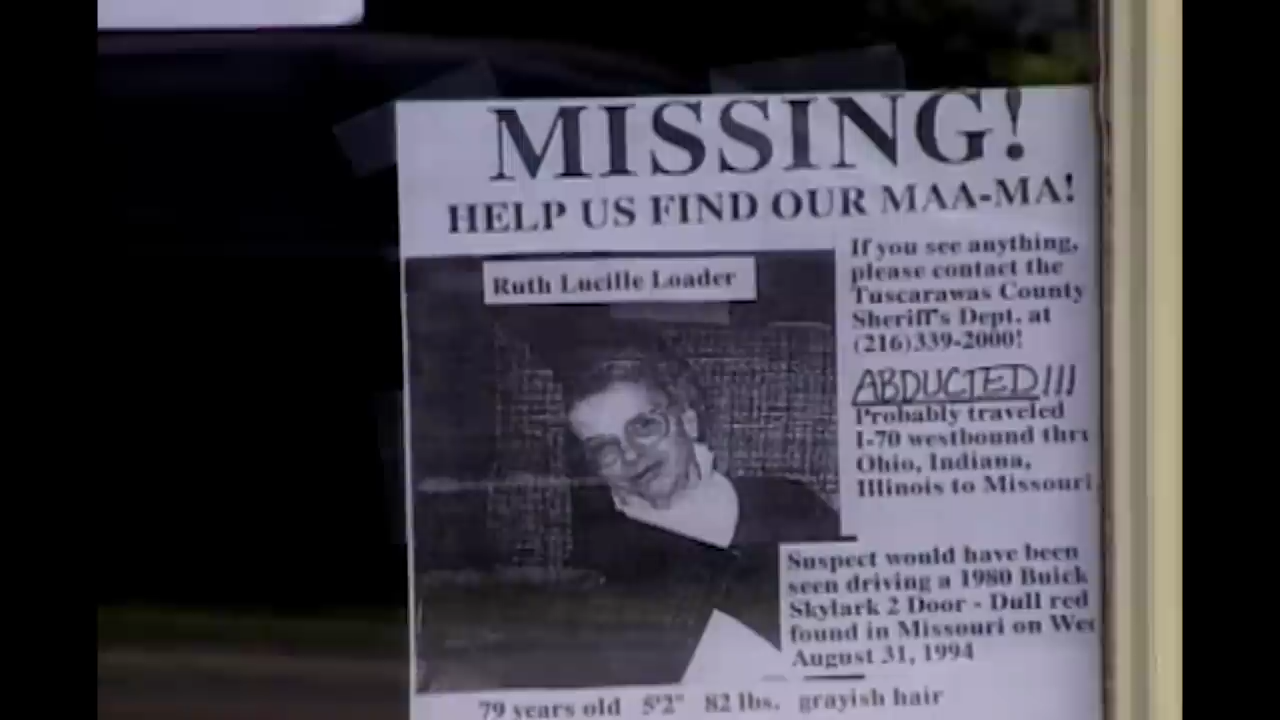 MISSING!
HELP US FIND OUR MAA-MA!
Ruth Lucille Loader
If you see anything,
please contact the
Tuscarawas County
Sheriff's Dept. at
(216)339-2000!
ABDUCTED!!!
Probably traveled
I-70 westbound thru
Ohio, Indiana,
Illinois to Missouri
Suspect would have been
seen driving a 1980 Buick
Skylark 2 Door - Dull red
found in Missouri on Wed
August 31, 1994
79 years old 5'2" 82 lbs. grayish hair